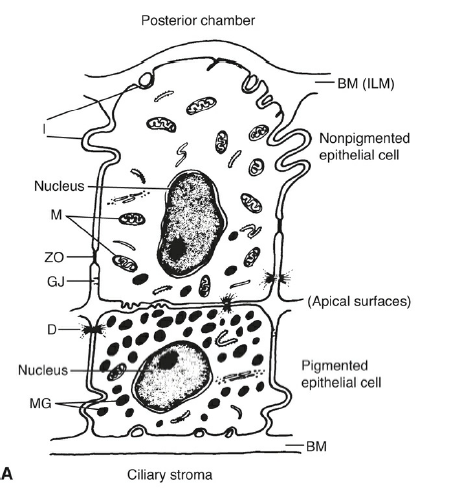 Posterior chamber
BM (ILM)
I
Nonpigmented
epithelial cell
Nucleus
M
ZO
GJ
(Apical surfaces)
D
Nucleus
Pigmented
epithelial cell
MG
BM
A
Ciliary stroma